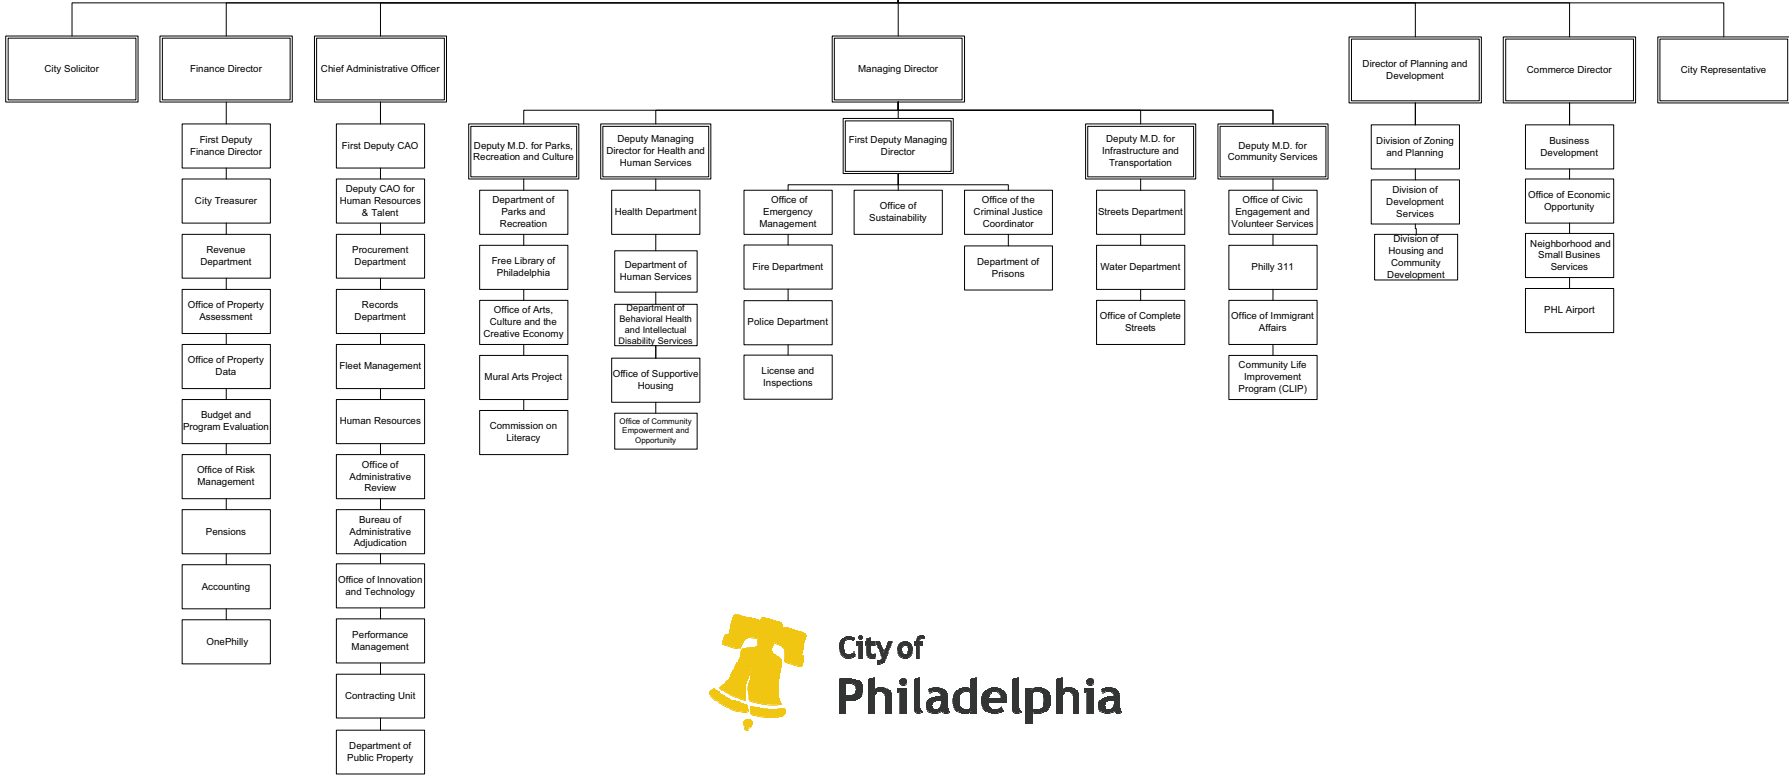 City Solicitor
Finance Director
Chief Administrative Officer
Managing Director
Director of Planning and
Development
Commerce Director
City Representative
First Deputy
Finance Director
City Treasurer
Revenue
Department
Office of Property
Assessment
Office of Property
Data
Budget and
Program Evaluation
Office of Risk
Management
Pensions
Accounting
OnePhilly
First Deputy CAO
Deputy CAO for
Human Resources
& Talent
Procurement
Department
Records
Department
Fleet Management
Human Resources
Office of
Administrative
Review
Bureau of
Administrative
Adjudication
Office of Innovation
and Technology
Performance
Management
Contracting Unit
Department of
Public Property
Deputy M.D. for Parks,
Recreation and Culture
Department of
Parks and
Recreation
Free Library of
Philadelphia
Office of Arts,
Culture and the
Creative Economy
Mural Arts Project
Commission on
Literacy
Deputy Managing
Director for Health and
Human Services
Health Department
Department of
Human Services
Department of
Behavioral Health
and Intellectual
Disability Services
Office of Supportive
Housing
Office of Community
Empowerment and
Opportunity
First Deputy Managing
Director
Office of
Emergency
Management
Fire Department
Police Department
License and
Inspections
Office of
Sustainability
Office of the
Criminal Justice
Coordinator
Department of
Prisons
Deputy M.D. for
Infrastructure and
Transportation
Streets Department
Water Department
Office of Complete
Streets
Deputy M.D. for
Community Services
Office of Civic
Engagement and
Volunteer Services
Philly 311
Office of Immigrant
Affairs
Community Life
Improvement
Program (CLIP)
Division of Zoning
and Planning
Division of
Development
Services
Division of
Housing and
Community
Development
Business
Development
Office of Economic
Opportunity
Neighborhood and
Small Busines
Services
PHL Airport
City of
Philadelphia